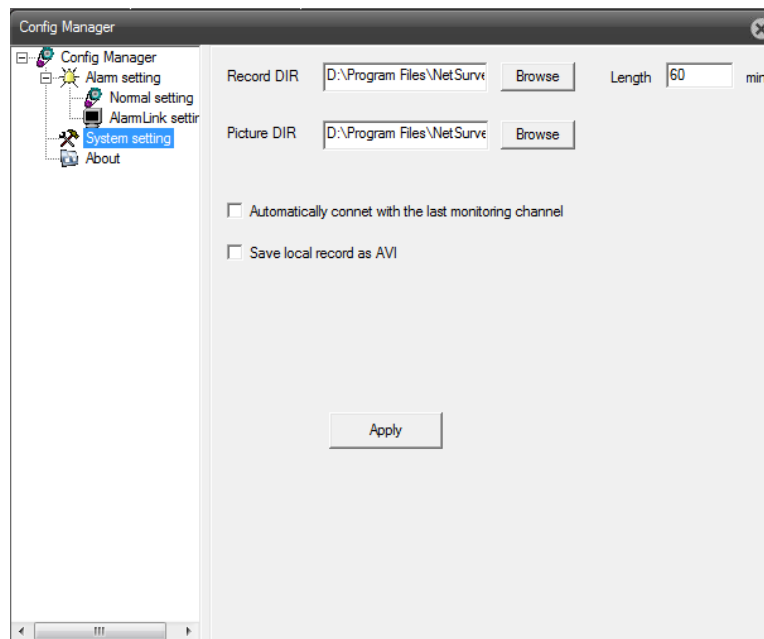 Config Manager
Config Manager
Alarm setting
Normal setting
AlarmLink settin
System setting
About
Record DIR D:\Program Files\NetSurve Browse Length 60 min
Picture DIR D:\Program Files\NetSurve Browse
Automatically connet with the last monitoring channel
Save local record as AVI
Apply